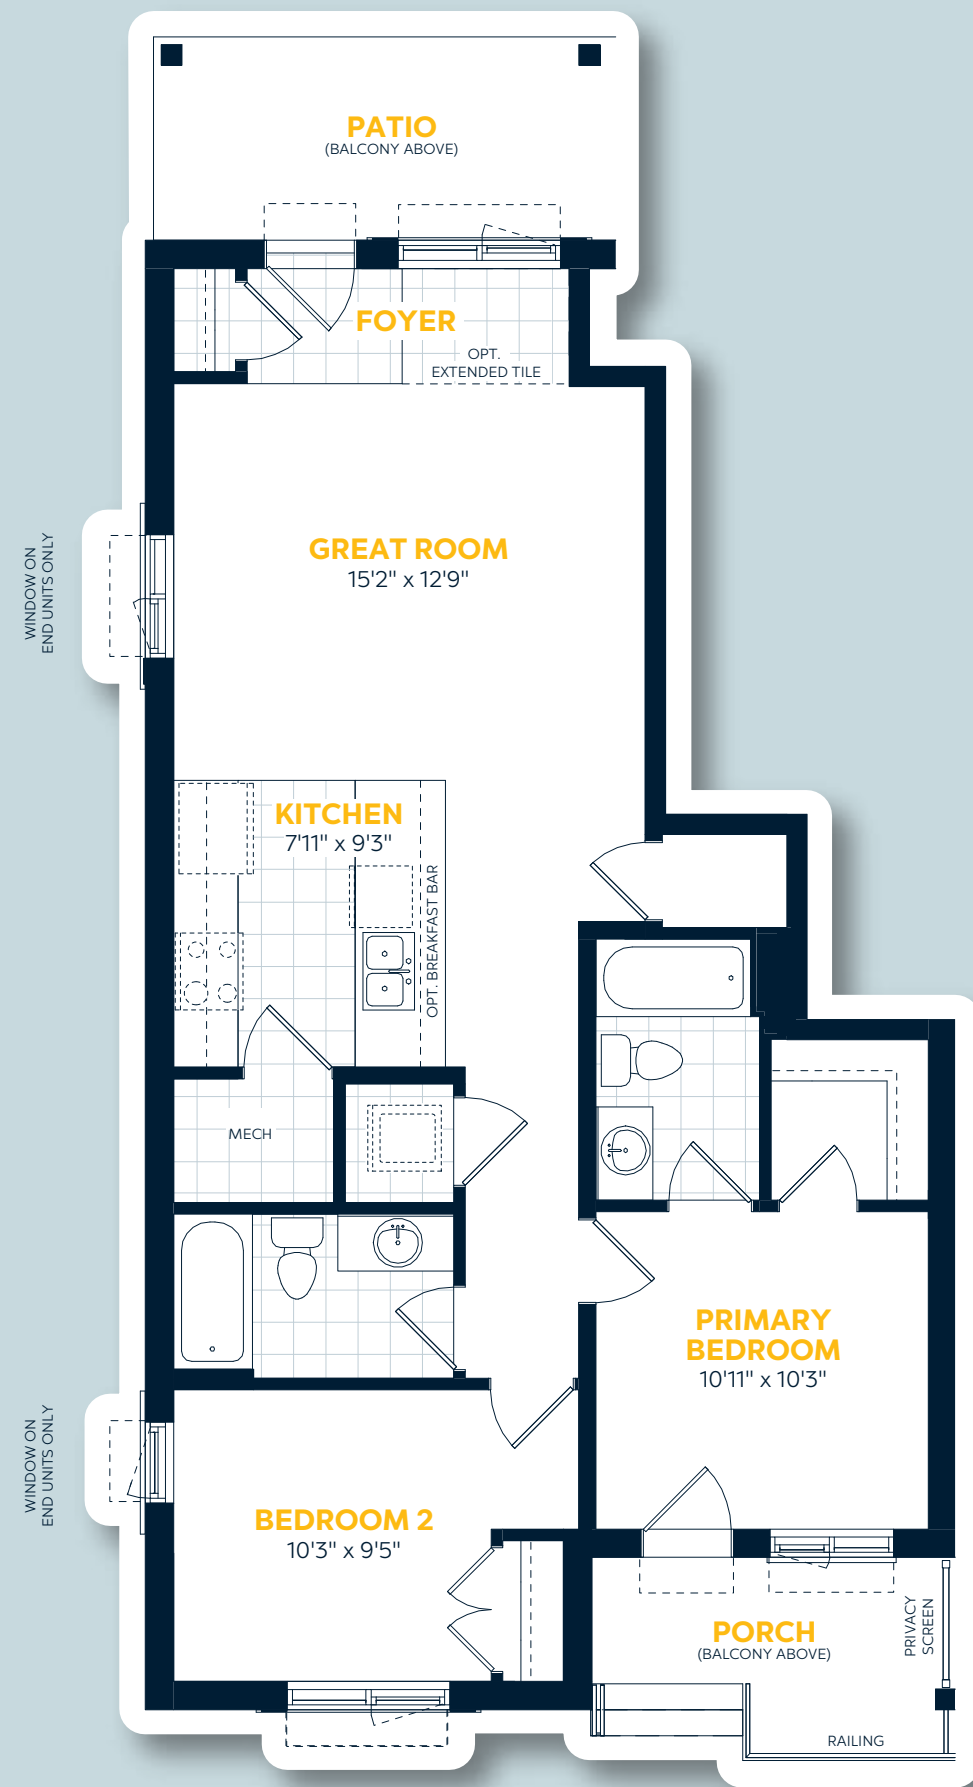 PATIO
(BALCONY ABOVE)
FOYER
OPT.
EXTENDED TILE
WINDOW ON
END UNITS ONLY
GREAT ROOM
15'2" x 12'9"
KITCHEN
7'11" x 9'3"
OPT. BREAKFAST BAR
MECH
PRIMARY
BEDROOM
10'11" x 10'3"
WINDOW ON
END UNITS ONLY
BEDROOM 2
10'3" x 9'5"
PORCH
(BALCONY ABOVE)
PRIVACY
SCREEN
RAILING